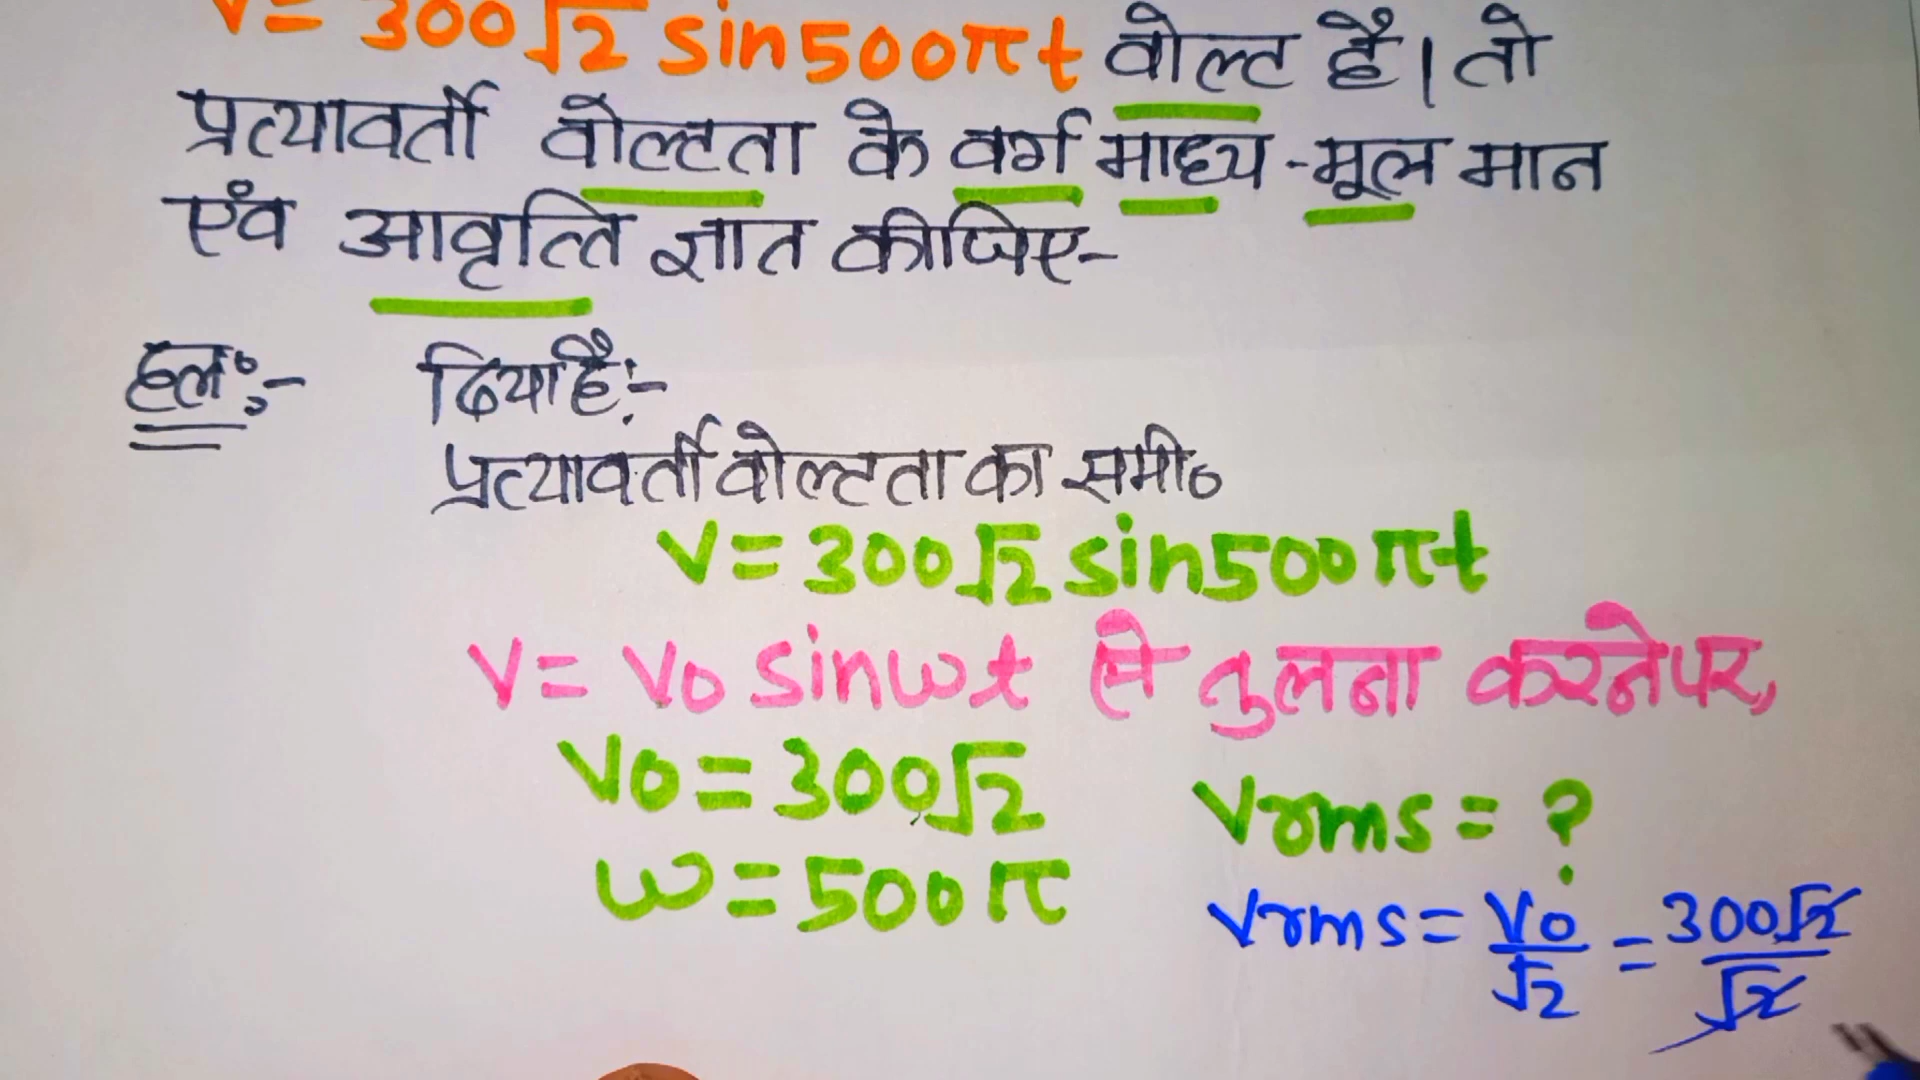 V = 300√2 sin500πt वोल्ट है। तो
प्रत्यावर्ती वोल्टता के वर्ग माध्य -मूल मान
एंव आवृत्ति ज्ञात कीजिए-
हलः- दिया है:-
प्रत्यावर्ती वोल्टता का समी०
V = 300√2 sin500πt
V = V0 sinωt से तुलना करने पर,
V0 = 300√2
ω = 500π
Vrms = ?
Vrms = V0/√2 = 300√2/√2